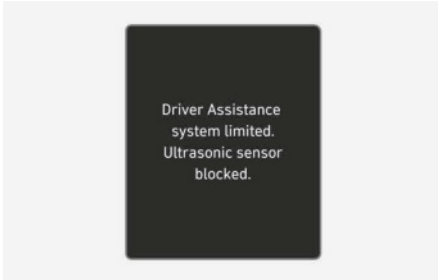 Driver Assistance
system limited.
Ultrasonic sensor
blocked.